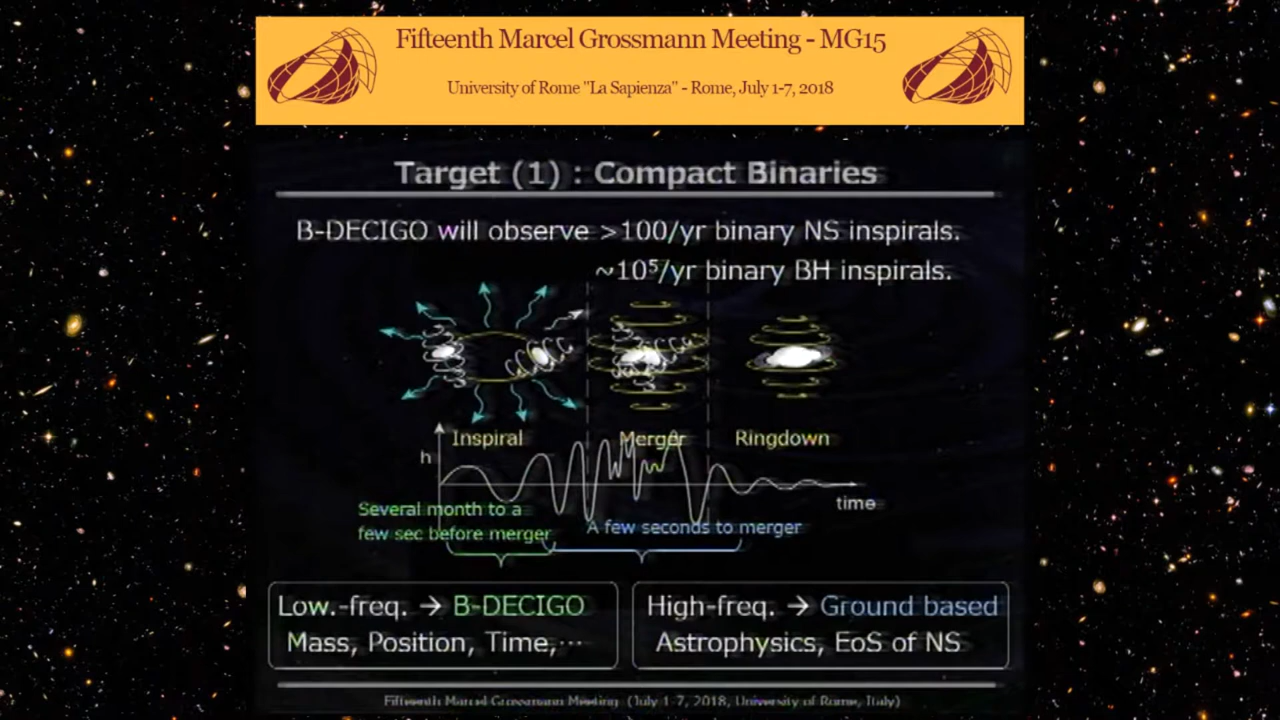 Fifteenth Marcel Grossmann Meeting - MG15
University of Rome "La Sapienza" - Rome, July 1-7, 2018
Target (1) : Compact Binaries
B-DECIGO will observe >100/yr binary NS inspirals.
~10⁵/yr binary BH inspirals.
Inspiral
Merger
Ringdown
h
time
Several month to a
few sec before merger
A few seconds to merger
Low.-freq. → B-DECIGO
Mass, Position, Time,…
High-freq. → Ground based
Astrophysics, EoS of NS
Fifteenth Marcel Grossmann Meeting (July 1-7, 2018, University of Rome, Italy)